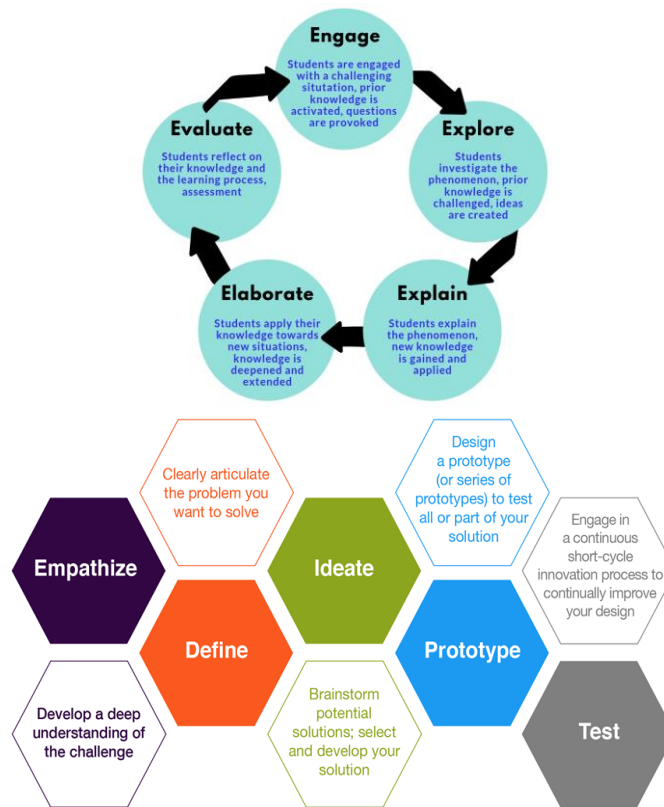 Engage
Students are engaged
with a challenging
situtation, prior
knowledge is
activated, questions
are provoked
Explore
Students
investigate the
phenomenon, prior
knowledge is
challenged, ideas
are created
Explain
Students explain
the phenomenon,
new knowledge
is gained and
applied
Elaborate
Students apply their
knowledge towards
new situations,
knowledge is
deepened and
extended
Evaluate
Students reflect on
their knowledge and
the learning process,
assessment
Empathize
Develop a deep
understanding of
the challenge
Clearly articulate
the problem you
want to solve
Define
Ideate
Brainstorm
potential
solutions; select
and develop your
solution
Design
a prototype
(or series of
prototypes) to test
all or part of your
solution
Prototype
Engage in
a continuous
short-cycle
innovation process to
continually improve
your design
Test